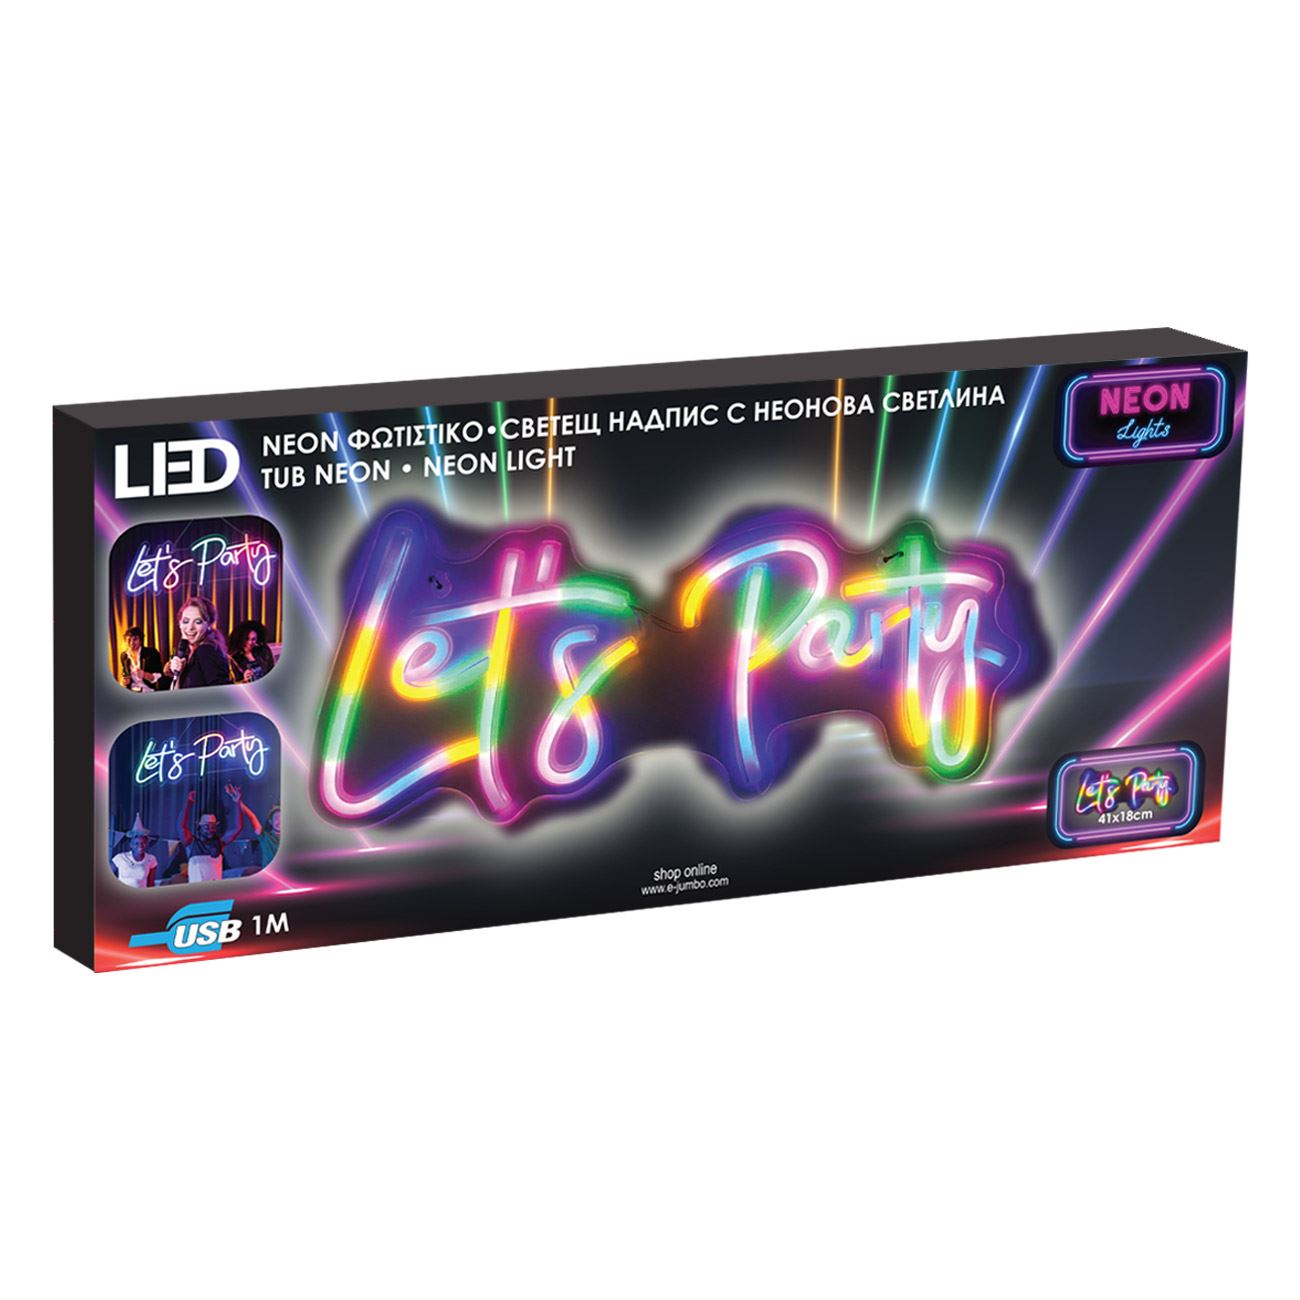 LED
NEON ΦΩΤΙΣΤΙΚΟ • СВЕТЕЩ НАДПИС С НЕОНОВА СВЕТЛИНА
TUB NEON • NEON LIGHT
NEON
Lights
Let's Party
Let's Party
Let's Party
Let's Party
41x18cm
shop online
www.e-jumbo.com
USB 1M